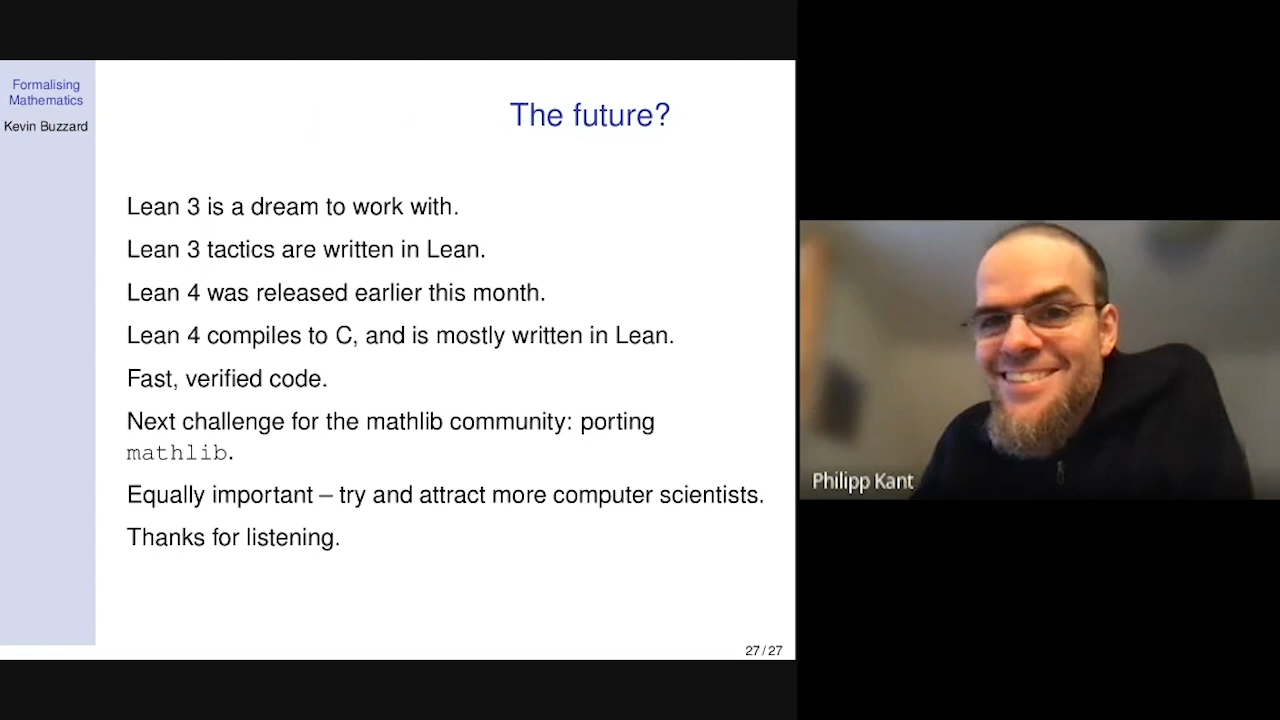 Formalising
Mathematics
Kevin Buzzard
The future?
Lean 3 is a dream to work with.
Lean 3 tactics are written in Lean.
Lean 4 was released earlier this month.
Lean 4 compiles to C, and is mostly written in Lean.
Fast, verified code.
Next challenge for the mathlib community: porting
mathlib.
Equally important – try and attract more computer scientists.
Thanks for listening.
27/27
Philipp Kant